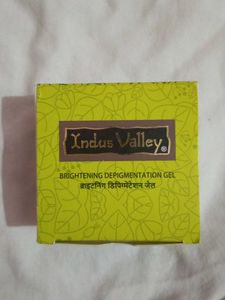 Indus Valley®
BRIGHTENING DEPIGMENTATION GEL
ब्राइटनिंग डिपिग्मेंटेशन जेल